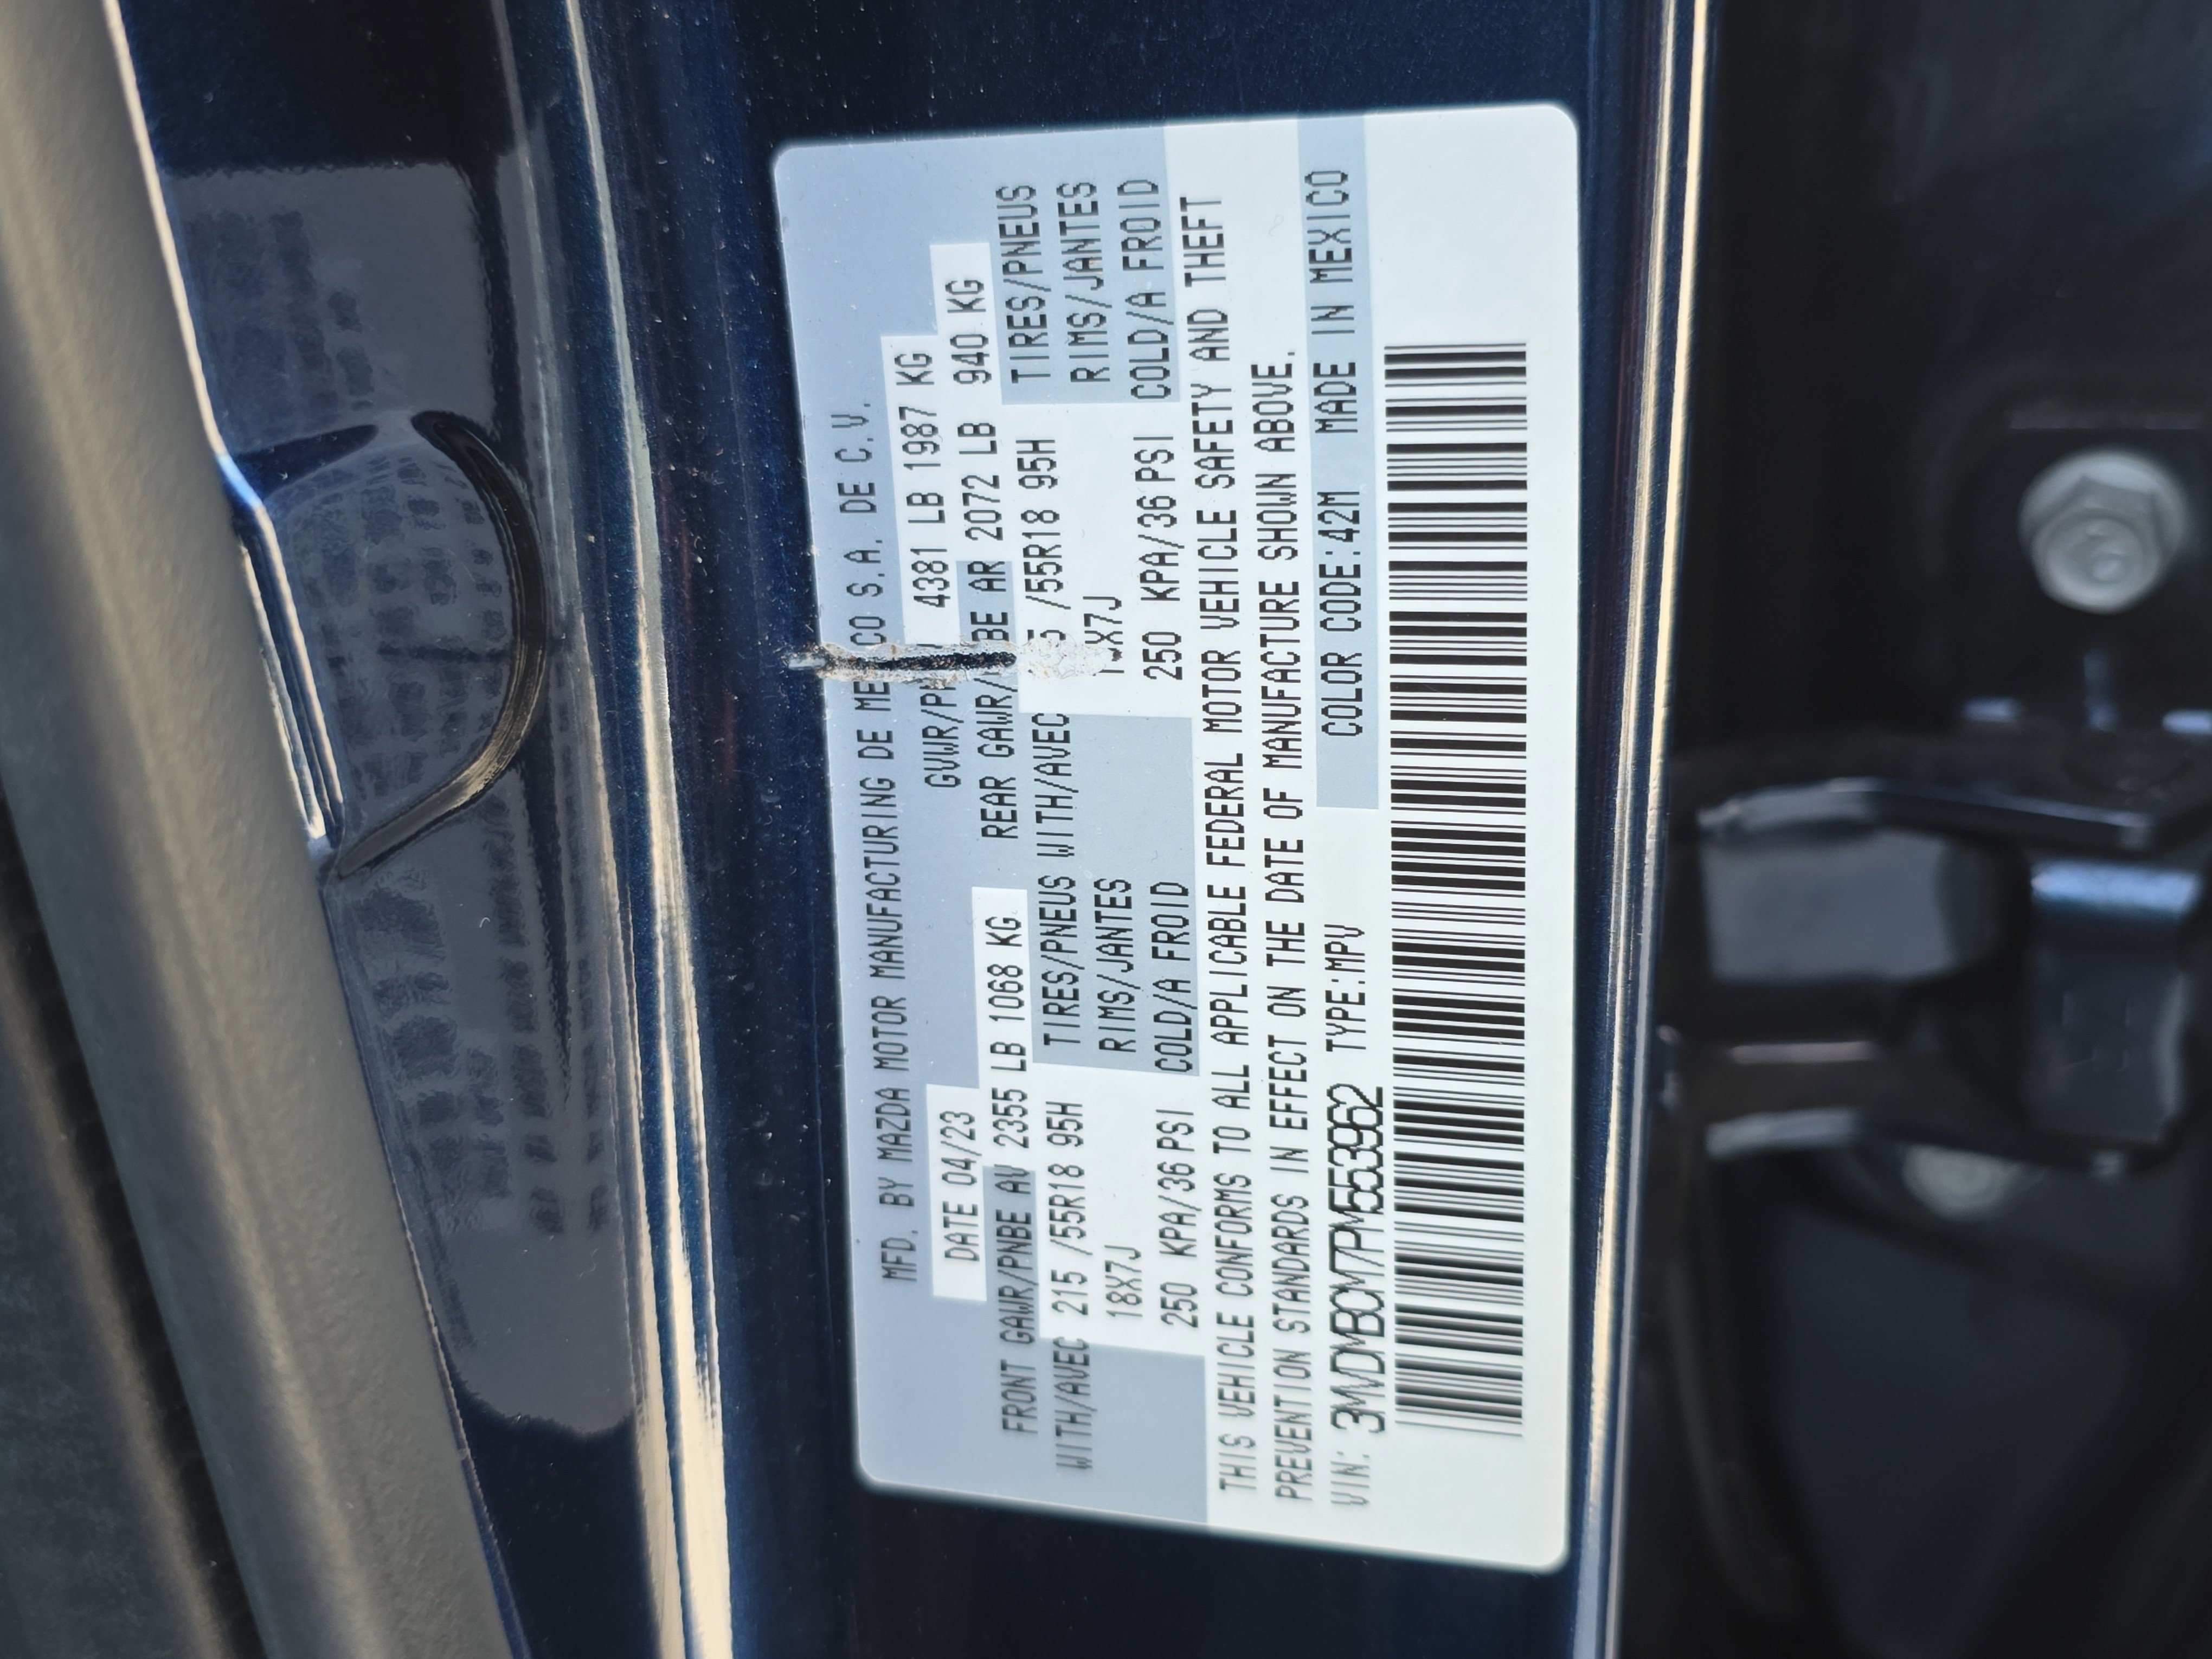 MFD. BY MAZDA MOTOR MANUFACTURING DE ME CO S.A. DE C.V.
DATE 04/23 GVWR/PN 4381 LB 1987 KG
FRONT GAWR/PNBE AV 2355 LB 1068 KG REAR GAWR/ BE AR 2072 LB 940 KG
WITH/AVEC 215 /55R18 95H TIRES/PNEUS WITH/AVEC 5 /55R18 95H TIRES/PNEUS
18X7J RIMS/JANTES X7J RIMS/JANTES
250 KPA/36 PSI COLD/A FROID 250 KPA/36 PSI COLD/A FROID
THIS VEHICLE CONFORMS TO ALL APPLICABLE FEDERAL MOTOR VEHICLE SAFETY AND THEFT
PREVENTION STANDARDS IN EFFECT ON THE DATE OF MANUFACTURE SHOWN ABOVE.
VIN: 3MVDMBCM7PM553962 TYPE:MPV COLOR CODE:42M MADE IN MEXICO